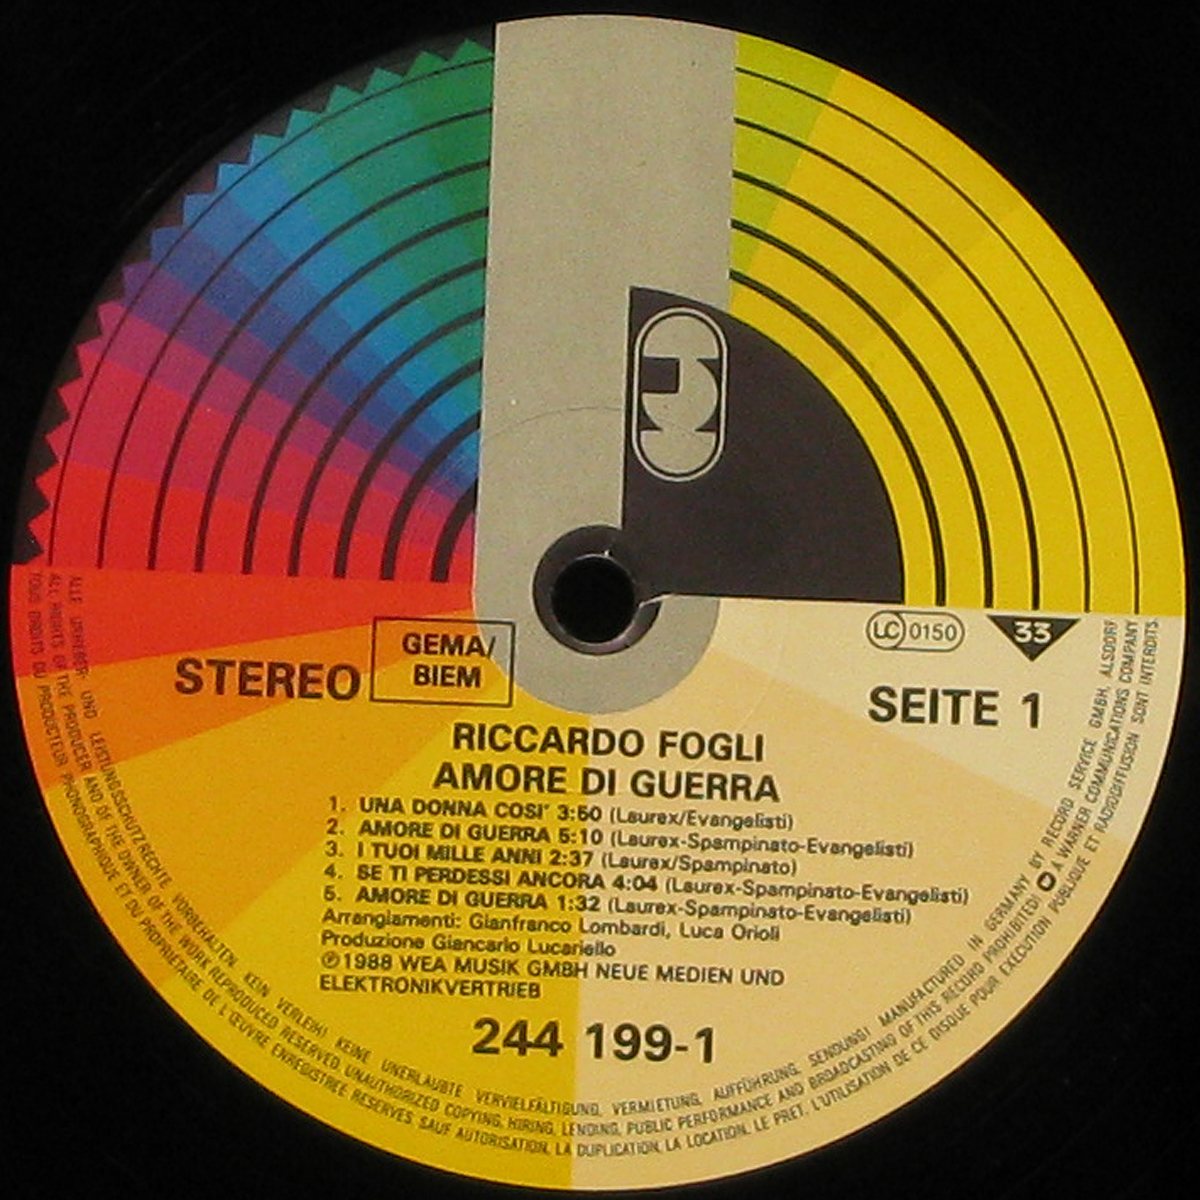 LC 0150
33
STEREO
GEMA/
BIEM
SEITE 1
RICCARDO FOGLI
AMORE DI GUERRA
1. UNA DONNA COSI' 3:50 (Laurex/Evangelisti)
2. AMORE DI GUERRA 5:10 (Laurex-Spampinato-Evangelisti)
3. I TUOI MILLE ANNI 2:37 (Laurex/Spampinato)
4. SE TI PERDESSI ANCORA 4:04 (Laurex-Spampinato-Evangelisti)
5. AMORE DI GUERRA 1:32 (Laurex-Spampinato-Evangelisti)
Arrangiamenti: Gianfranco Lombardi, Luca Orioli
Produzione Giancarlo Lucariello
℗ 1988 WEA MUSIK GMBH NEUE MEDIEN UND
ELEKTRONIKVERTRIEB
244 199-1
ALLE URHEBER- UND LEISTUNGSSCHUTZRECHTE VORBEHALTEN. KEIN VERLEIH! KEINE UNERLAUBTE VERVIELFÄLTIGUNG, VERMIETUNG, AUFFÜHRUNG, SENDUNG! MANUFACTURED IN GERMANY BY RECORD SERVICE GMBH, ALSDORF
ALL RIGHTS OF THE PRODUCER AND OF THE OWNER OF THE WORK REPRODUCED RESERVED. UNAUTHORIZED COPYING, HIRING, LENDING, PUBLIC PERFORMANCE AND BROADCASTING OF THIS RECORD PROHIBITED! A WARNER COMMUNICATIONS COMPANY
TOUS DROITS DU PRODUCTEUR PHONOGRAPHIQUE ET DU PROPRIETAIRE DE L'ŒUVRE ENREGISTREE RESERVES. SAUF AUTORISATION, LA DUPLICATION, LA LOCATION, LE PRET, L'UTILISATION DE CE DISQUE POUR EXECUTION PUBLIQUE ET RADIODIFFUSION SONT INTERDITS.